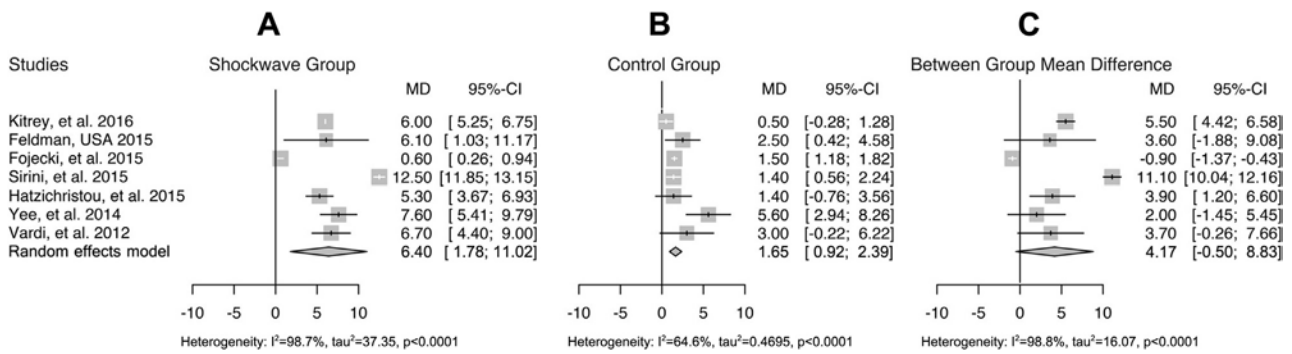 A B C
Studies Shockwave Group Control Group Between Group Mean Difference
MD 95%-CI MD 95%-CI MD 95%-CI
Kitrey, et al. 2016 6.00 [ 5.25; 6.75] 0.50 [-0.28; 1.28] 5.50 [ 4.42; 6.58]
Feldman, USA 2015 6.10 [ 1.03; 11.17] 2.50 [ 0.42; 4.58] 3.60 [-1.88; 9.08]
Fojecki, et al. 2015 0.60 [ 0.26; 0.94] 1.50 [ 1.18; 1.82] -0.90 [-1.37; -0.43]
Sirini, et al. 2015 12.50 [11.85; 13.15] 1.40 [ 0.56; 2.24] 11.10 [10.04; 12.16]
Hatzichristou, et al. 2015 5.30 [ 3.67; 6.93] 1.40 [-0.76; 3.56] 3.90 [ 1.20; 6.60]
Yee, et al. 2014 7.60 [ 5.41; 9.79] 5.60 [ 2.94; 8.26] 2.00 [-1.45; 5.45]
Vardi, et al. 2012 6.70 [ 4.40; 9.00] 3.00 [-0.22; 6.22] 3.70 [-0.26; 7.66]
Random effects model 6.40 [ 1.78; 11.02] 1.65 [ 0.92; 2.39] 4.17 [-0.50; 8.83]
-10 -5 0 5 10 -10 -5 0 5 10 -10 -5 0 5 10
Heterogeneity: I²=98.7%, tau²=37.35, p<0.0001 Heterogeneity: I²=64.6%, tau²=0.4695, p<0.0001 Heterogeneity: I²=98.8%, tau²=16.07, p<0.0001